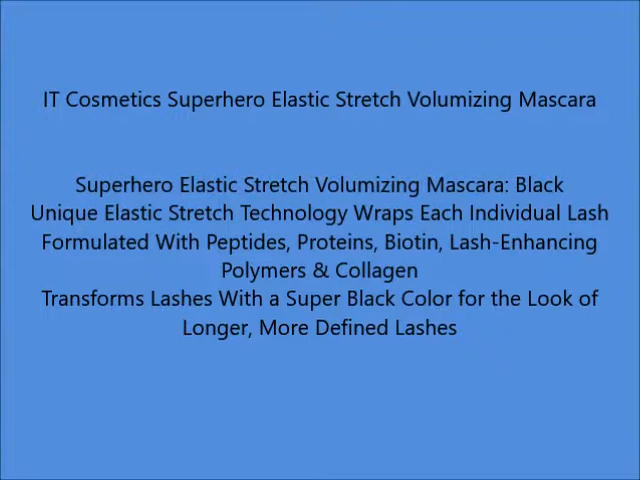 IT Cosmetics Superhero Elastic Stretch Volumizing Mascara
Superhero Elastic Stretch Volumizing Mascara: Black
Unique Elastic Stretch Technology Wraps Each Individual Lash
Formulated With Peptides, Proteins, Biotin, Lash-Enhancing
Polymers & Collagen
Transforms Lashes With a Super Black Color for the Look of
Longer, More Defined Lashes